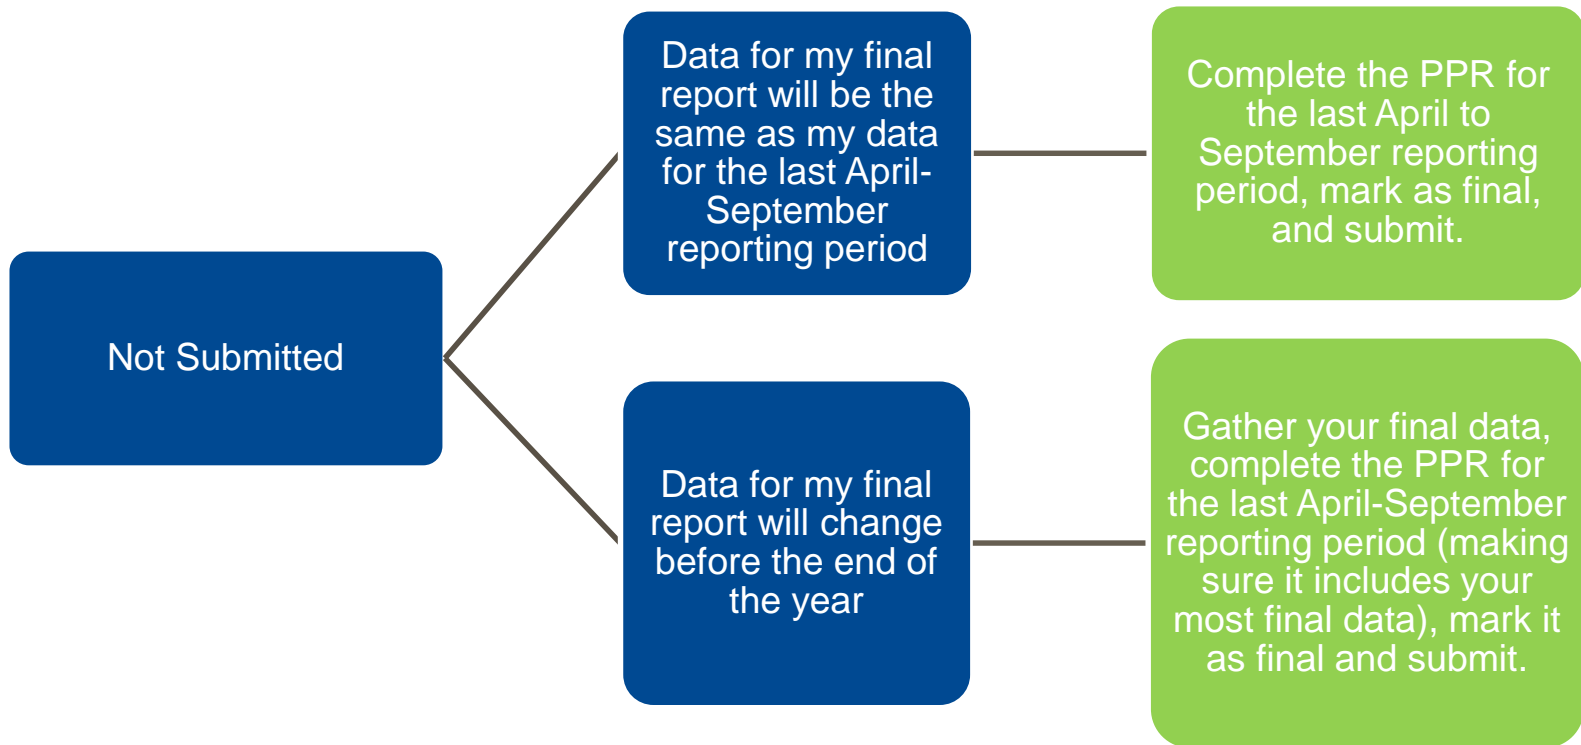 Not Submitted
Data for my final
report will be the
same as my data
for the last April-
September
reporting period
Complete the PPR for
the last April to
September reporting
period, mark as final,
and submit.
Data for my final
report will change
before the end of
the year
Gather your final data,
complete the PPR for
the last April-September
reporting period (making
sure it includes your
most final data), mark it
as final and submit.